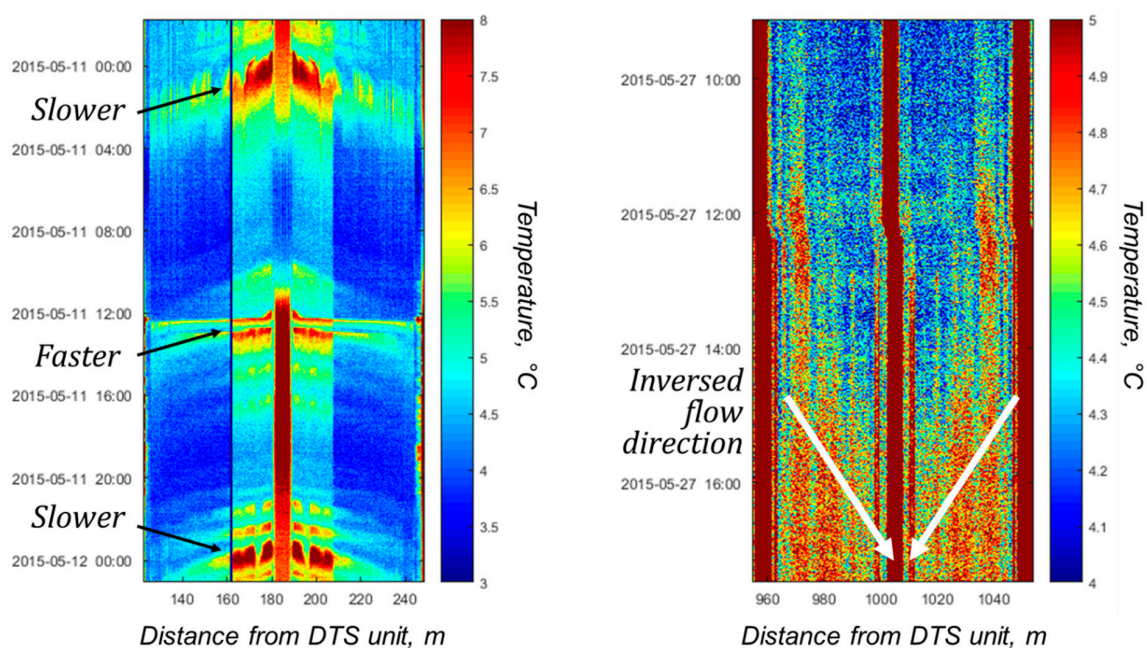 2015-05-11 00:00
Slower
2015-05-11 04:00
2015-05-11 08:00
2015-05-11 12:00
Faster
2015-05-11 16:00
2015-05-11 20:00
Slower
2015-05-12 00:00
140 160 180 200 220 240
Distance from DTS unit, m
8
7.5
7
6.5
6
5.5
5
4.5
4
3.5
3
Temperature, °C
2015-05-27 10:00
2015-05-27 12:00
2015-05-27 14:00
Inversed
flow
direction
2015-05-27 16:00
960 980 1000 1020 1040
Distance from DTS unit, m
5
4.9
4.8
4.7
4.6
4.5
4.4
4.3
4.2
4.1
4
Temperature, °C